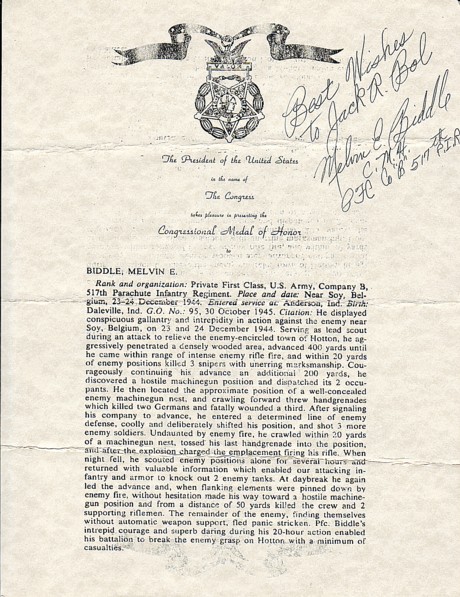 VALOR
Best Wishes
To Jack R. Bol
Melvin E. Biddle
C.M.H.
PFC Co B 517th P.I.R.
The President of the United States
in the name of
The Congress
takes pleasure in presenting the
Congressional Medal of Honor
to
BIDDLE, MELVIN E.
Rank and organization: Private First Class, U.S. Army, Company B,
517th Parachute Infantry Regiment. Place and date: Near Soy, Bel-
gium, 23-24 December 1944. Entered service at: Anderson, Ind. Birth:
Daleville, Ind. G.O. No.: 95, 30 October 1945. Citation: He displayed
conspicuous gallantry and intrepidity in action against the enemy near
Soy, Belgium, on 23 and 24 December 1944. Serving as lead scout
during an attack to relieve the enemy-encircled town of Hotton, he ag-
gressively penetrated a densely wooded area, advanced 400 yards until
he came within range of intense enemy rifle fire, and within 20 yards
of enemy positions killed 3 snipers with unerring marksmanship. Cou-
rageously continuing his advance an additional 200 yards, he
discovered a hostile machinegun position and dispatched its 2 occu-
pants. He then located the approximate position of a well-concealed
enemy machinegun nest, and crawling forward threw handgrenades
which killed two Germans and fatally wounded a third. After signaling
his company to advance, he entered a determined line of enemy
defense, coolly and deliberately shifted his position, and shot 3 more
enemy soldiers. Undaunted by enemy fire, he crawled within 20 yards
of a machinegun nest, tossed his last handgrenade into the position,
and after the explosion charged the emplacement firing his rifle. When
night fell, he scouted enemy positions alone for several hours and
returned with valuable information which enabled our attacking in-
fantry and armor to knock out 2 enemy tanks. At daybreak he again
led the advance and, when flanking elements were pinned down by
enemy fire, without hesitation made his way toward a hostile machine-
gun position and from a distance of 50 yards killed the crew and 2
supporting riflemen. The remainder of the enemy, finding themselves
without automatic weapon support, fled panic stricken. Pfc. Biddle's
intrepid courage and superb daring during his 20-hour action enabled
his battalion to break the enemy grasp on Hotton with a minimum of
casualties.